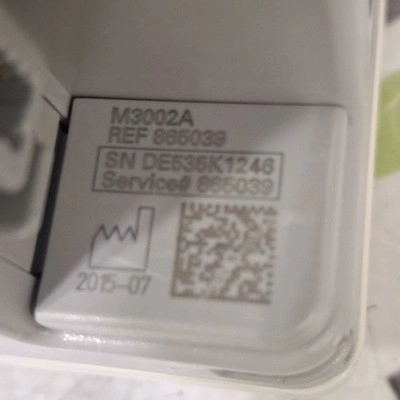 M3002A
REF 865039
SN DE535K1246
Service# 865039
2015-07